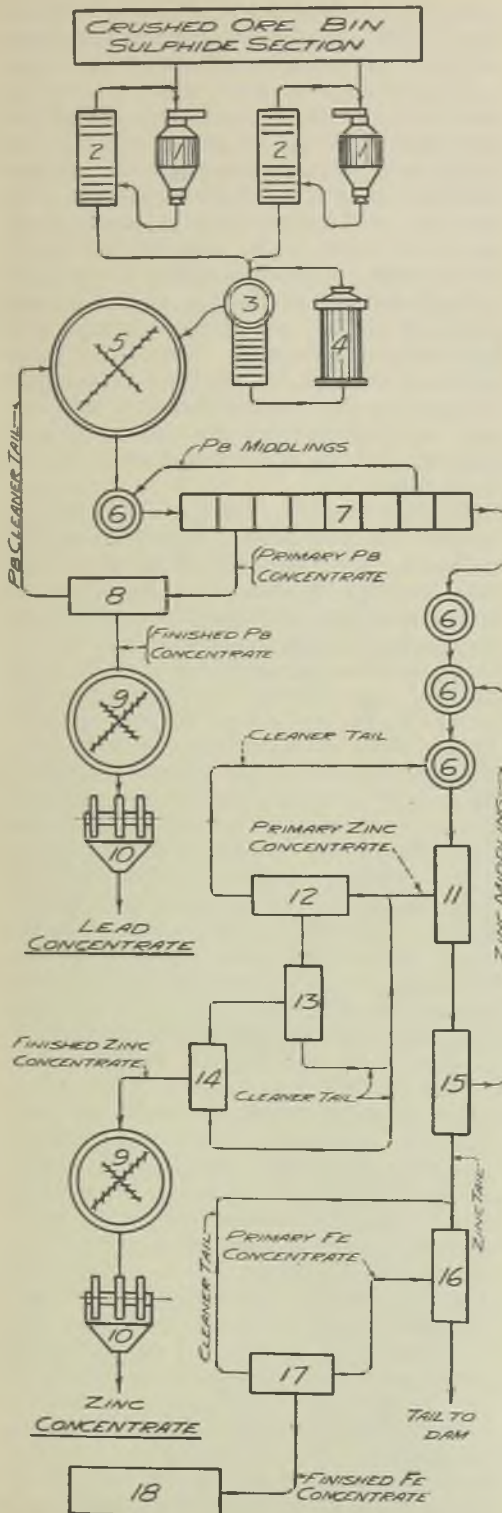 CRUSHED ORE BIN
SULPHIDE SECTION
2
1
2
1
3
4
5
PB MIDDLINGS
PB CLEANER TAIL
6
7
PRIMARY PB
CONCENTRATE
8
6
FINISHED PB
CONCENTRATE
6
9
CLEANER TAIL
6
ZINC MIDDLINGS
PRIMARY ZINC
CONCENTRATE
10
12
11
LEAD
CONCENTRATE
13
FINISHED ZINC
CONCENTRATE
14
15
CLEANER TAIL
9
ZINC TAIL
PRIMARY FE
CONCENTRATE
CLEANER TAIL
16
10
17
ZINC
CONCENTRATE
TAIL TO
DAM
FINISHED FE
CONCENTRATE
18